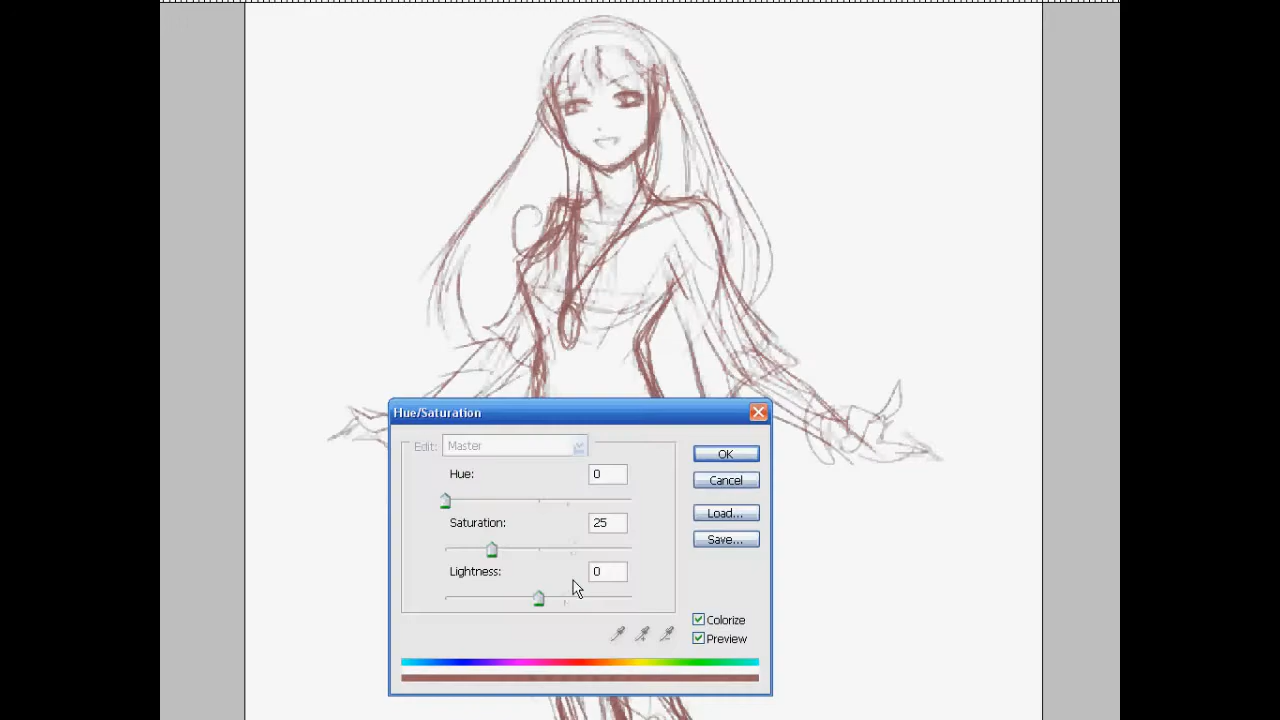 Hue/Saturation
Edit: Master
OK
Hue: 0
Cancel
Load...
Saturation: 25
Save...
Lightness: 0
Colorize
Preview